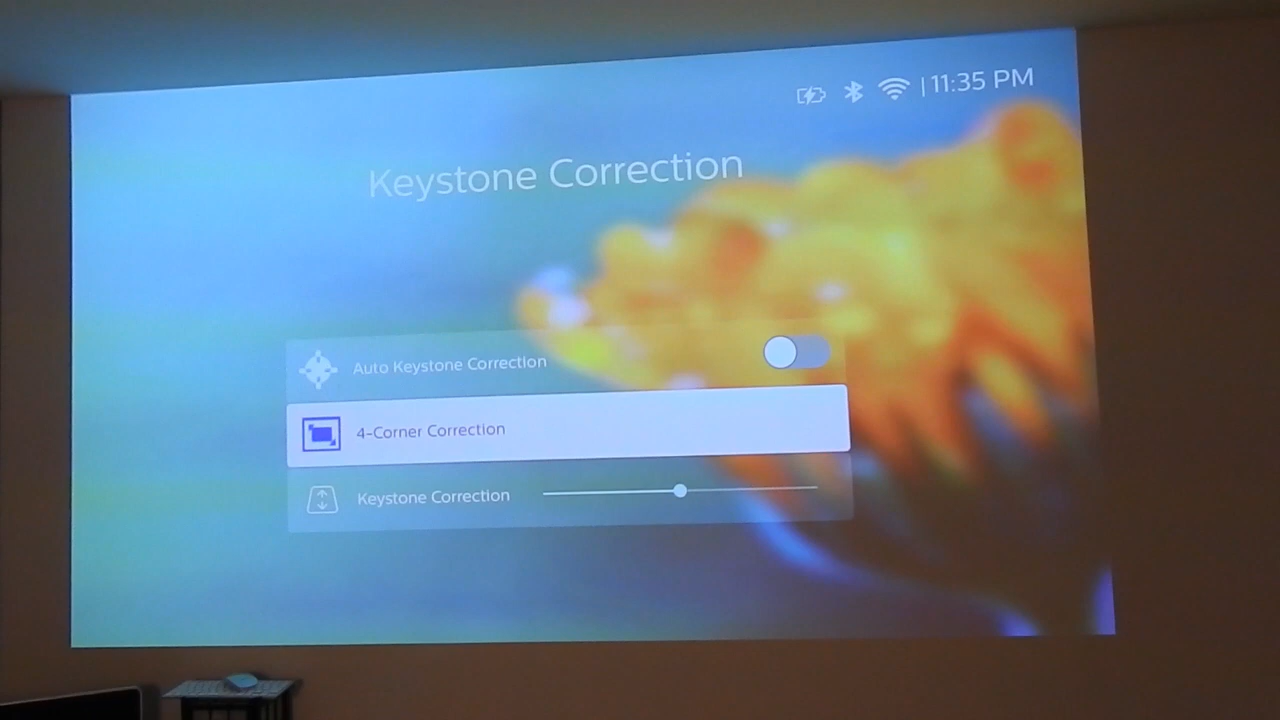 | 11:35 PM
Keystone Correction
Auto Keystone Correction
4-Corner Correction
Keystone Correction